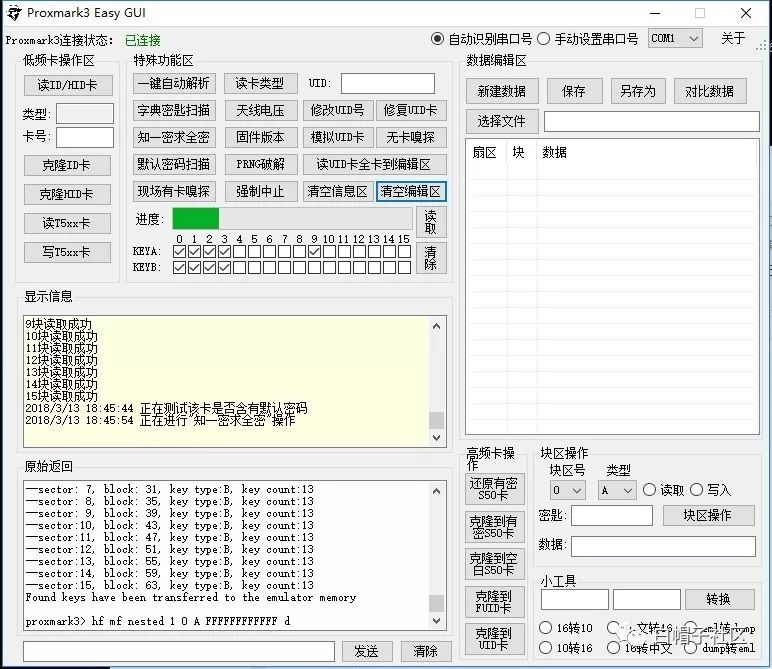 Proxmark3 Easy GUI
Proxmark3连接状态: 已连接
自动识别串口号 手动设置串口号 COM1 关于
低频卡操作区
读ID/HID卡
类型:
卡号:
克隆ID卡
克隆HID卡
读T5xx卡
写T5xx卡
特殊功能区
一键自动解析 读卡类型 UID:
字典密匙扫描 天线电压 修改UID号 修复UID卡
知一密求全密 固件版本 模拟UID卡 无卡嗅探
默认密码扫描 PRNG破解 读UID卡全卡到编辑区
现场有卡嗅探 强制中止 清空信息区 清空编辑区
进度: 读取
0 1 2 3 4 5 6 7 8 9 10 11 12 13 14 15
KEYA:
KEYB:
清除
数据编辑区
新建数据 保存 另存为 对比数据
选择文件
扇区 块 数据
显示信息
9块读取成功
10块读取成功
11块读取成功
12块读取成功
13块读取成功
14块读取成功
15块读取成功
2018/3/13 18:45:44 正在测试该卡是否含有默认密码
2018/3/13 18:45:54 正在进行"知一密求全密"操作
原始返回
—sector: 7, block: 31, key type:B, key count:13
—sector: 8, block: 35, key type:B, key count:13
—sector: 9, block: 39, key type:B, key count:13
—sector:10, block: 43, key type:B, key count:13
—sector:11, block: 47, key type:B, key count:13
—sector:12, block: 51, key type:B, key count:13
—sector:13, block: 55, key type:B, key count:13
—sector:14, block: 59, key type:B, key count:13
—sector:15, block: 63, key type:B, key count:13
Found keys have been transferred to the emulator memory
proxmark3> hf mf nested 1 0 A FFFFFFFFFFFF d
发送 清除
高频卡操作
还原有密S50卡
克隆到有密S50卡
克隆到空白S50卡
克隆到FUID卡
克隆到UID卡
块区操作
块区号 类型
0 A 读取 写入
密匙: 块区操作
数据:
小工具
转换
16转10 文转16 eml转dump
10转16 16转中文 dump转eml
白帽子社区